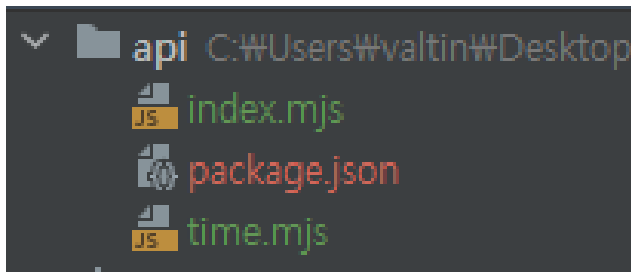 api C:₩Users₩valtin₩Desktop
JS index.mjs
package.json
JS time.mjs